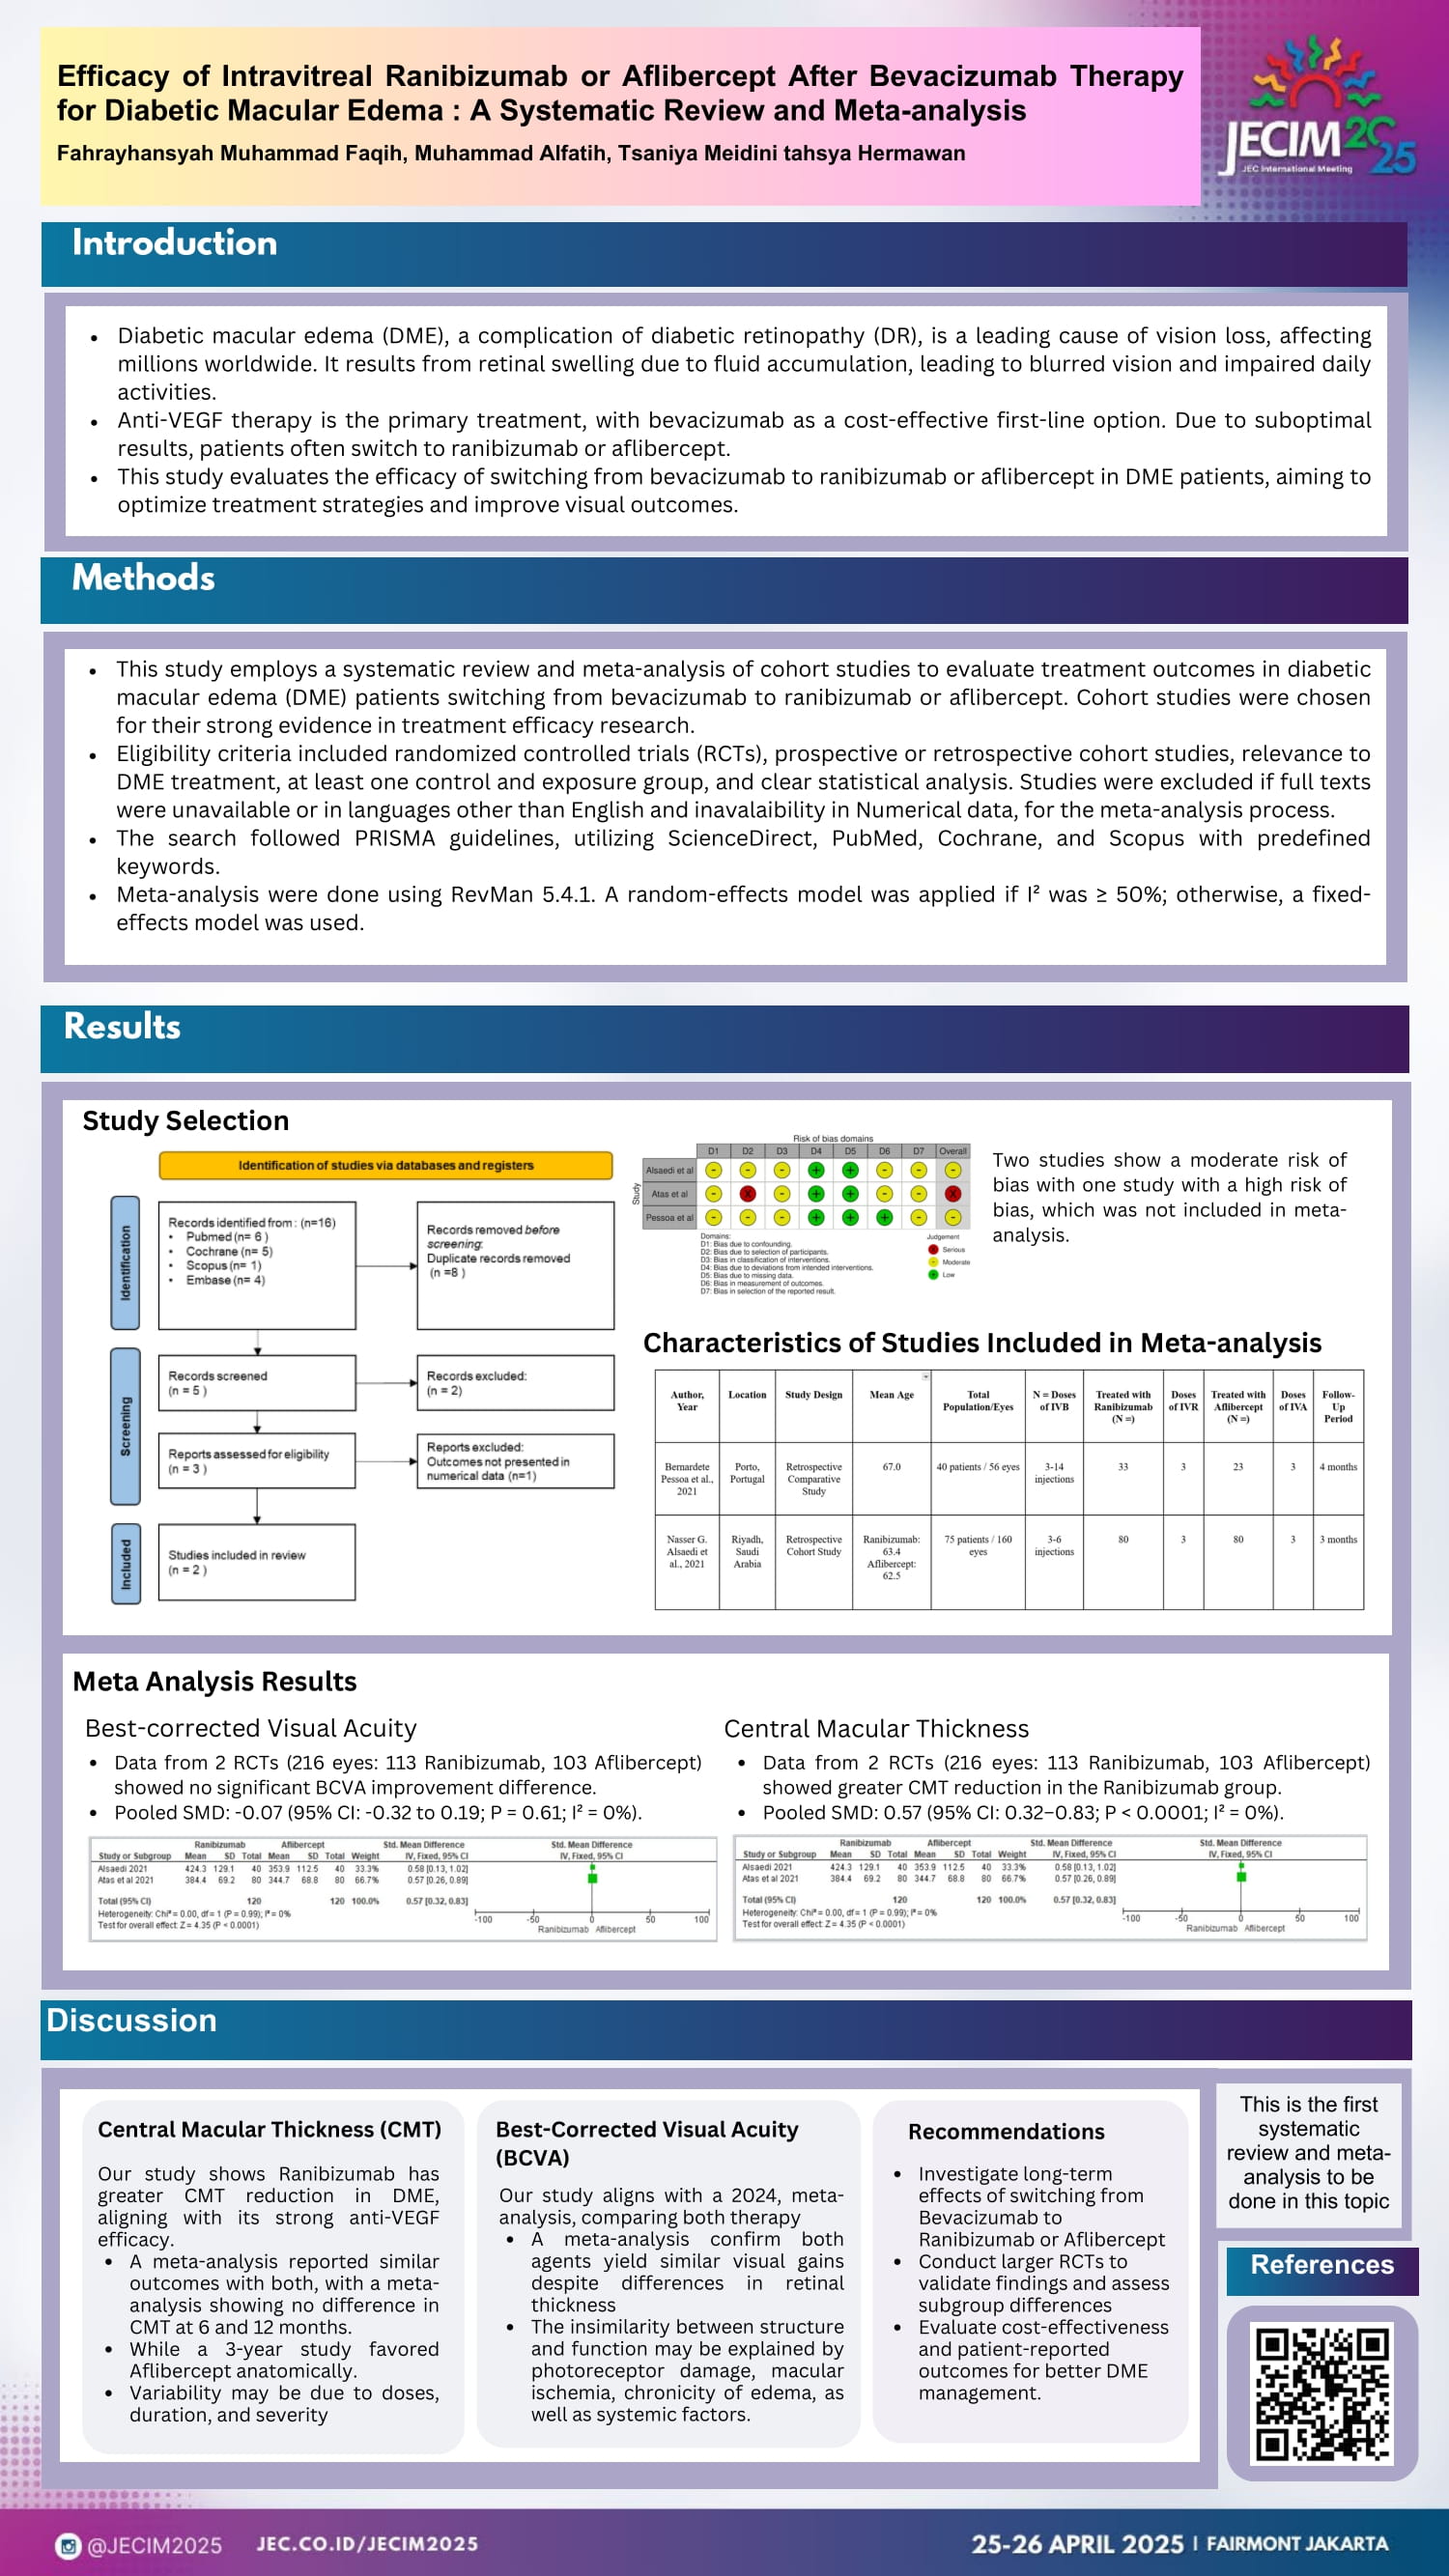 Efficacy of Intravitreal Ranibizumab or Aflibercept After Bevacizumab Therapy
for Diabetic Macular Edema : A Systematic Review and Meta-analysis
Fahrayhansyah Muhammad Faqih, Muhammad Alfatih, Tsaniya Meidini tahsya Hermawan
JECIM 2025
JEC International Meeting
Introduction
• Diabetic macular edema (DME), a complication of diabetic retinopathy (DR), is a leading cause of vision loss, affecting
millions worldwide. It results from retinal swelling due to fluid accumulation, leading to blurred vision and impaired daily
activities.
• Anti-VEGF therapy is the primary treatment, with bevacizumab as a cost-effective first-line option. Due to suboptimal
results, patients often switch to ranibizumab or aflibercept.
• This study evaluates the efficacy of switching from bevacizumab to ranibizumab or aflibercept in DME patients, aiming to
optimize treatment strategies and improve visual outcomes.
Methods
• This study employs a systematic review and meta-analysis of cohort studies to evaluate treatment outcomes in diabetic
macular edema (DME) patients switching from bevacizumab to ranibizumab or aflibercept. Cohort studies were chosen
for their strong evidence in treatment efficacy research.
• Eligibility criteria included randomized controlled trials (RCTs), prospective or retrospective cohort studies, relevance to
DME treatment, at least one control and exposure group, and clear statistical analysis. Studies were excluded if full texts
were unavailable or in languages other than English and inavalaibility in Numerical data, for the meta-analysis process.
• The search followed PRISMA guidelines, utilizing ScienceDirect, PubMed, Cochrane, and Scopus with predefined
keywords.
• Meta-analysis were done using RevMan 5.4.1. A random-effects model was applied if I² was ≥ 50%; otherwise, a fixed-
effects model was used.
Results
Study Selection
Identification of studies via databases and registers
Identification
Records identified from : (n=16)
• Pubmed (n= 6 )
• Cochrane (n= 5)
• Scopus (n= 1)
• Embase (n= 4)
Records removed before
screening:
Duplicate records removed
(n =8 )
Screening
Records screened
(n = 5 )
Records excluded:
(n = 2)
Reports assessed for eligibility
(n = 3 )
Reports excluded:
Outcomes not presented in
numerical data (n=1)
Included
Studies included in review
(n = 2 )
Risk of bias domains
D1 D2 D3 D4 D5 D6 D7 Overall
Study
Alsaedi et al - - - + + - - -
Atas et al - X - + + - - X
Pessoa et al - - - + + + - -
Domains:
D1: Bias due to confounding.
D2: Bias due to selection of participants.
D3: Bias in classification of interventions.
D4: Bias due to deviations from intended interventions.
D5: Bias due to missing data.
D6: Bias in measurement of outcomes.
D7: Bias in selection of the reported result.
Judgement
X Serious
- Moderate
+ Low
Two studies show a moderate risk of
bias with one study with a high risk of
bias, which was not included in meta-
analysis.
Characteristics of Studies Included in Meta-analysis
Author, Year | Location | Study Design | Mean Age | Total Population/Eyes | N = Doses of IVB | Treated with Ranibizumab (N =) | Doses of IVR | Treated with Aflibercept (N =) | Doses of IVA | Follow-Up Period
Bernardete Pessoa et al., 2021 | Porto, Portugal | Retrospective Comparative Study | 67.0 | 40 patients / 56 eyes | 3-14 injections | 33 | 3 | 23 | 3 | 4 months
Nasser G. Alsaedi et al., 2021 | Riyadh, Saudi Arabia | Retrospective Cohort Study | Ranibizumab: 63.4 Aflibercept: 62.5 | 75 patients / 160 eyes | 3-6 injections | 80 | 3 | 80 | 3 | 3 months
Meta Analysis Results
Best-corrected Visual Acuity
• Data from 2 RCTs (216 eyes: 113 Ranibizumab, 103 Aflibercept)
showed no significant BCVA improvement difference.
• Pooled SMD: -0.07 (95% CI: -0.32 to 0.19; P = 0.61; I² = 0%).
Ranibizumab Aflibercept Std. Mean Difference Std. Mean Difference
Study or Subgroup Mean SD Total Mean SD Total Weight IV, Fixed, 95% CI IV, Fixed, 95% CI
Alsaedi 2021 424.3 129.1 40 353.9 112.5 40 33.3% 0.58 [0.13, 1.02]
Atas et al 2021 384.4 69.2 80 344.7 68.8 80 66.7% 0.57 [0.26, 0.89]
Total (95% CI) 120 120 100.0% 0.57 [0.32, 0.83]
Heterogeneity: Chi² = 0.00, df = 1 (P = 0.99); I² = 0%
Test for overall effect: Z = 4.35 (P < 0.0001)
-100 -50 0 50 100
Ranibizumab Aflibercept
Central Macular Thickness
• Data from 2 RCTs (216 eyes: 113 Ranibizumab, 103 Aflibercept)
showed greater CMT reduction in the Ranibizumab group.
• Pooled SMD: 0.57 (95% CI: 0.32–0.83; P < 0.0001; I² = 0%).
Ranibizumab Aflibercept Std. Mean Difference Std. Mean Difference
Study or Subgroup Mean SD Total Mean SD Total Weight IV, Fixed, 95% CI IV, Fixed, 95% CI
Alsaedi 2021 424.3 129.1 40 353.9 112.5 40 33.3% 0.58 [0.13, 1.02]
Atas et al 2021 384.4 69.2 80 344.7 68.8 80 66.7% 0.57 [0.26, 0.89]
Total (95% CI) 120 120 100.0% 0.57 [0.32, 0.83]
Heterogeneity: Chi² = 0.00, df = 1 (P = 0.99); I² = 0%
Test for overall effect: Z = 4.35 (P < 0.0001)
-100 -50 0 50 100
Ranibizumab Aflibercept
Discussion
Central Macular Thickness (CMT)
Our study shows Ranibizumab has
greater CMT reduction in DME,
aligning with its strong anti-VEGF
efficacy.
• A meta-analysis reported similar
outcomes with both, with a meta-
analysis showing no difference in
CMT at 6 and 12 months.
• While a 3-year study favored
Aflibercept anatomically.
• Variability may be due to doses,
duration, and severity
Best-Corrected Visual Acuity
(BCVA)
Our study aligns with a 2024, meta-
analysis, comparing both therapy
• A meta-analysis confirm both
agents yield similar visual gains
despite differences in retinal
thickness
• The insimilarity between structure
and function may be explained by
photoreceptor damage, macular
ischemia, chronicity of edema, as
well as systemic factors.
Recommendations
• Investigate long-term
effects of switching from
Bevacizumab to
Ranibizumab or Aflibercept
• Conduct larger RCTs to
validate findings and assess
subgroup differences
• Evaluate cost-effectiveness
and patient-reported
outcomes for better DME
management.
This is the first
systematic
review and meta-
analysis to be
done in this topic
References
@JECIM2025 JEC.CO.ID/JECIM2025
25-26 APRIL 2025 | FAIRMONT JAKARTA